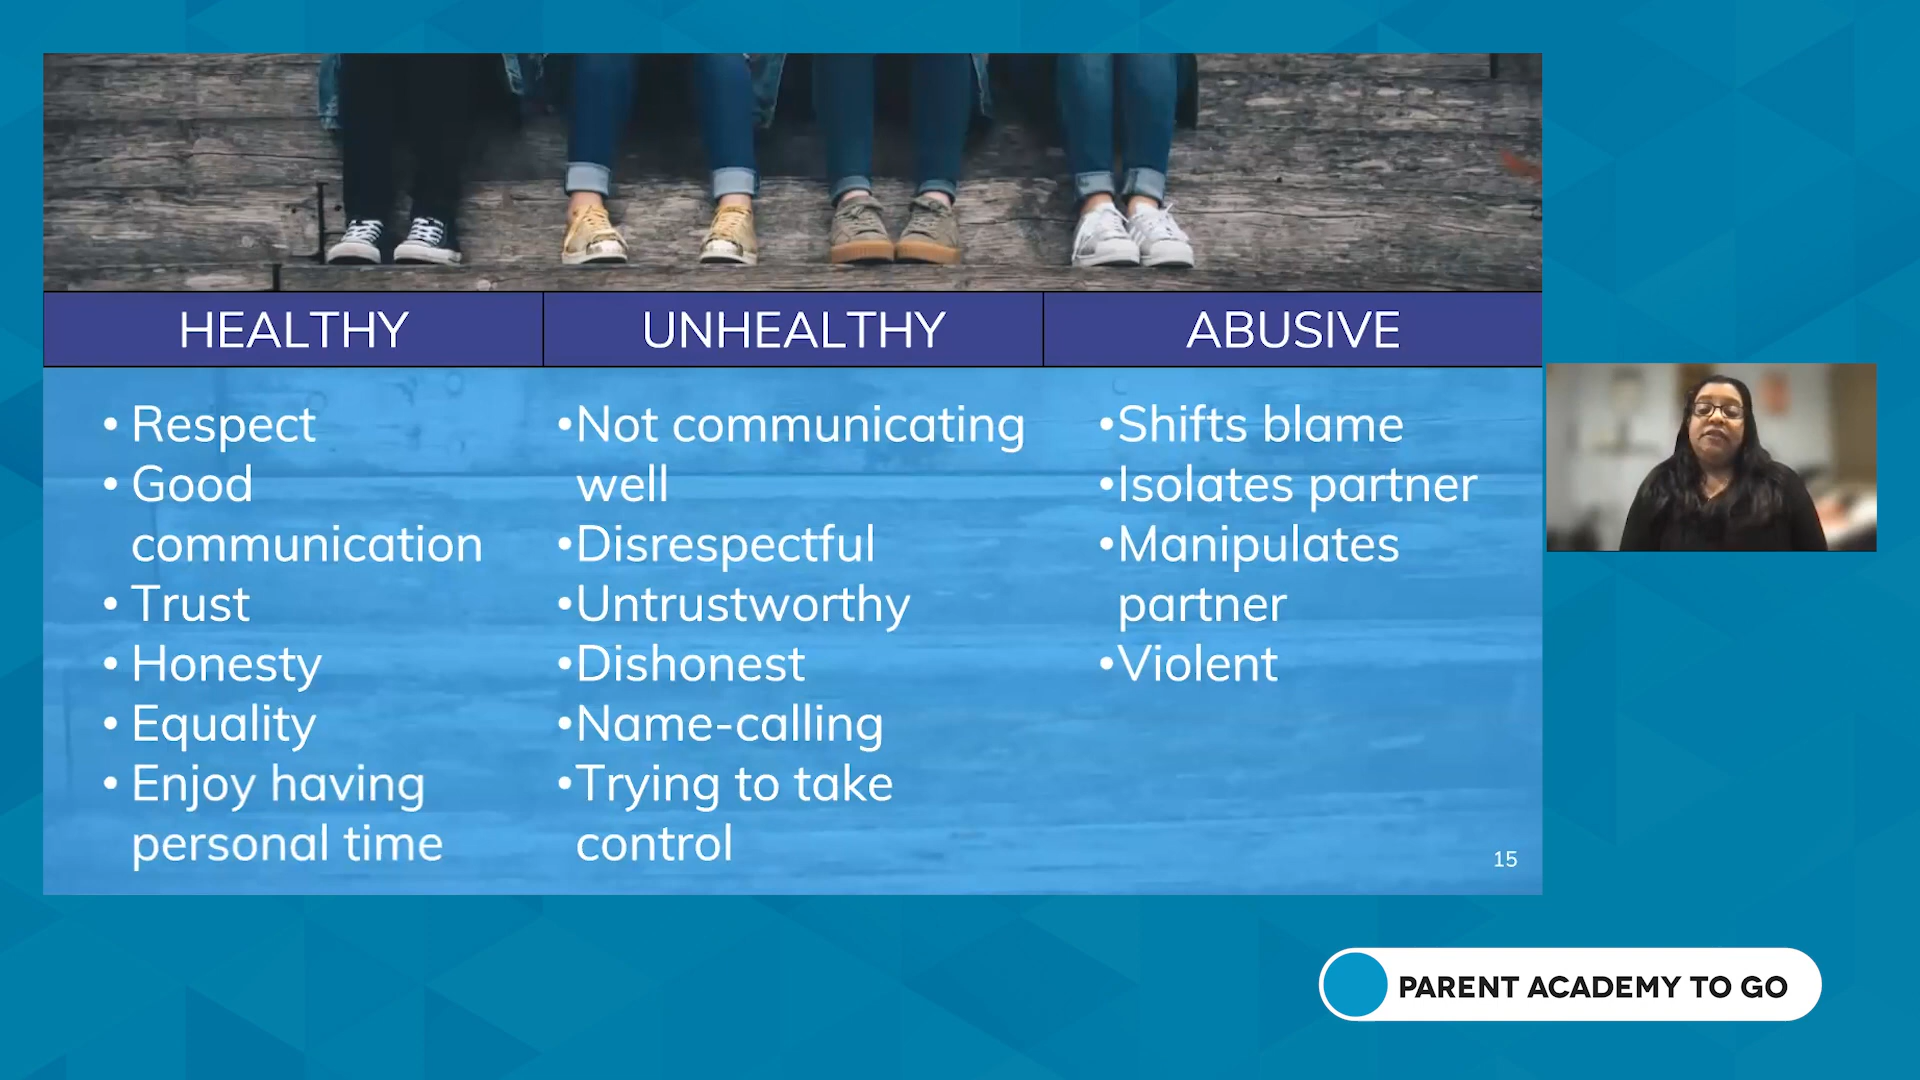 HEALTHY
UNHEALTHY
ABUSIVE
• Respect
• Good
communication
• Trust
• Honesty
• Equality
• Enjoy having
personal time
•Not communicating
well
•Disrespectful
•Untrustworthy
•Dishonest
•Name-calling
•Trying to take
control
•Shifts blame
•Isolates partner
•Manipulates
partner
•Violent
15
PARENT ACADEMY TO GO